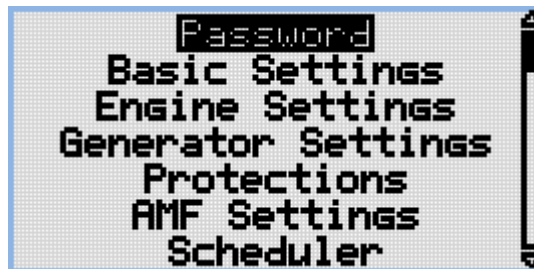 Password
Basic Settings
Engine Settings
Generator Settings
Protections
AMF Settings
Scheduler